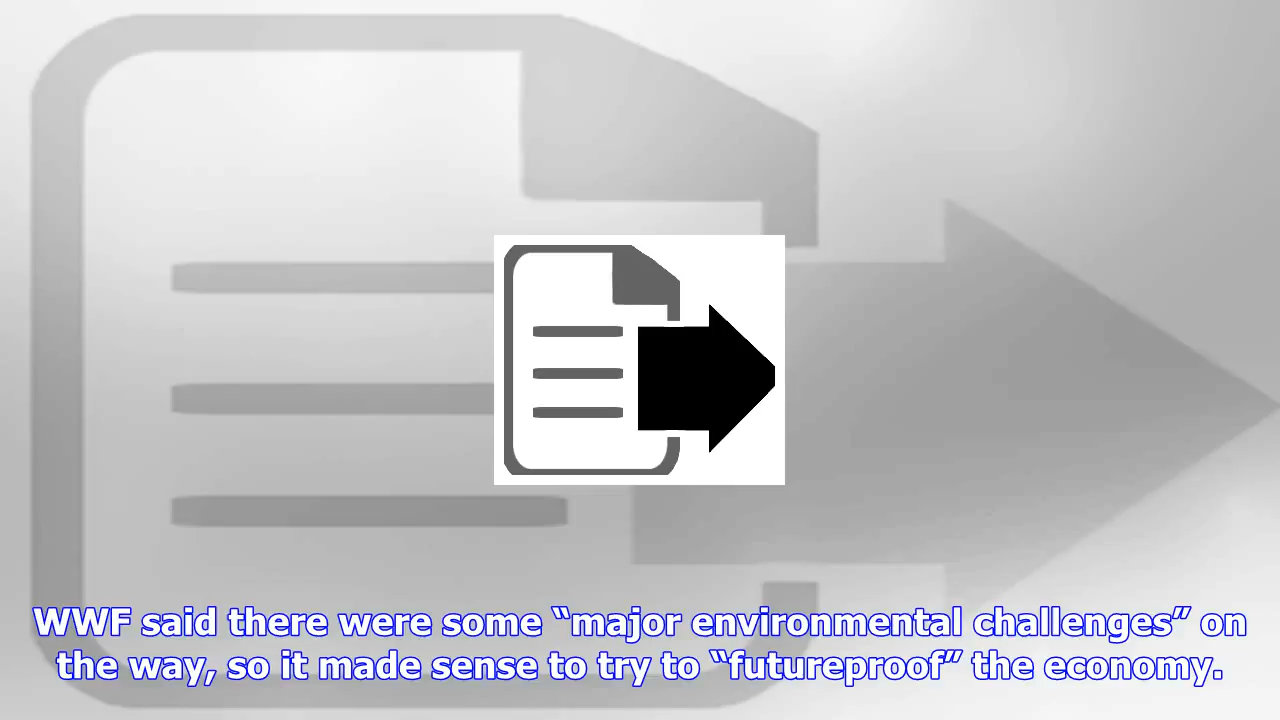 WWF said there were some “major environmental challenges” on
the way, so it made sense to try to “futureproof” the economy.